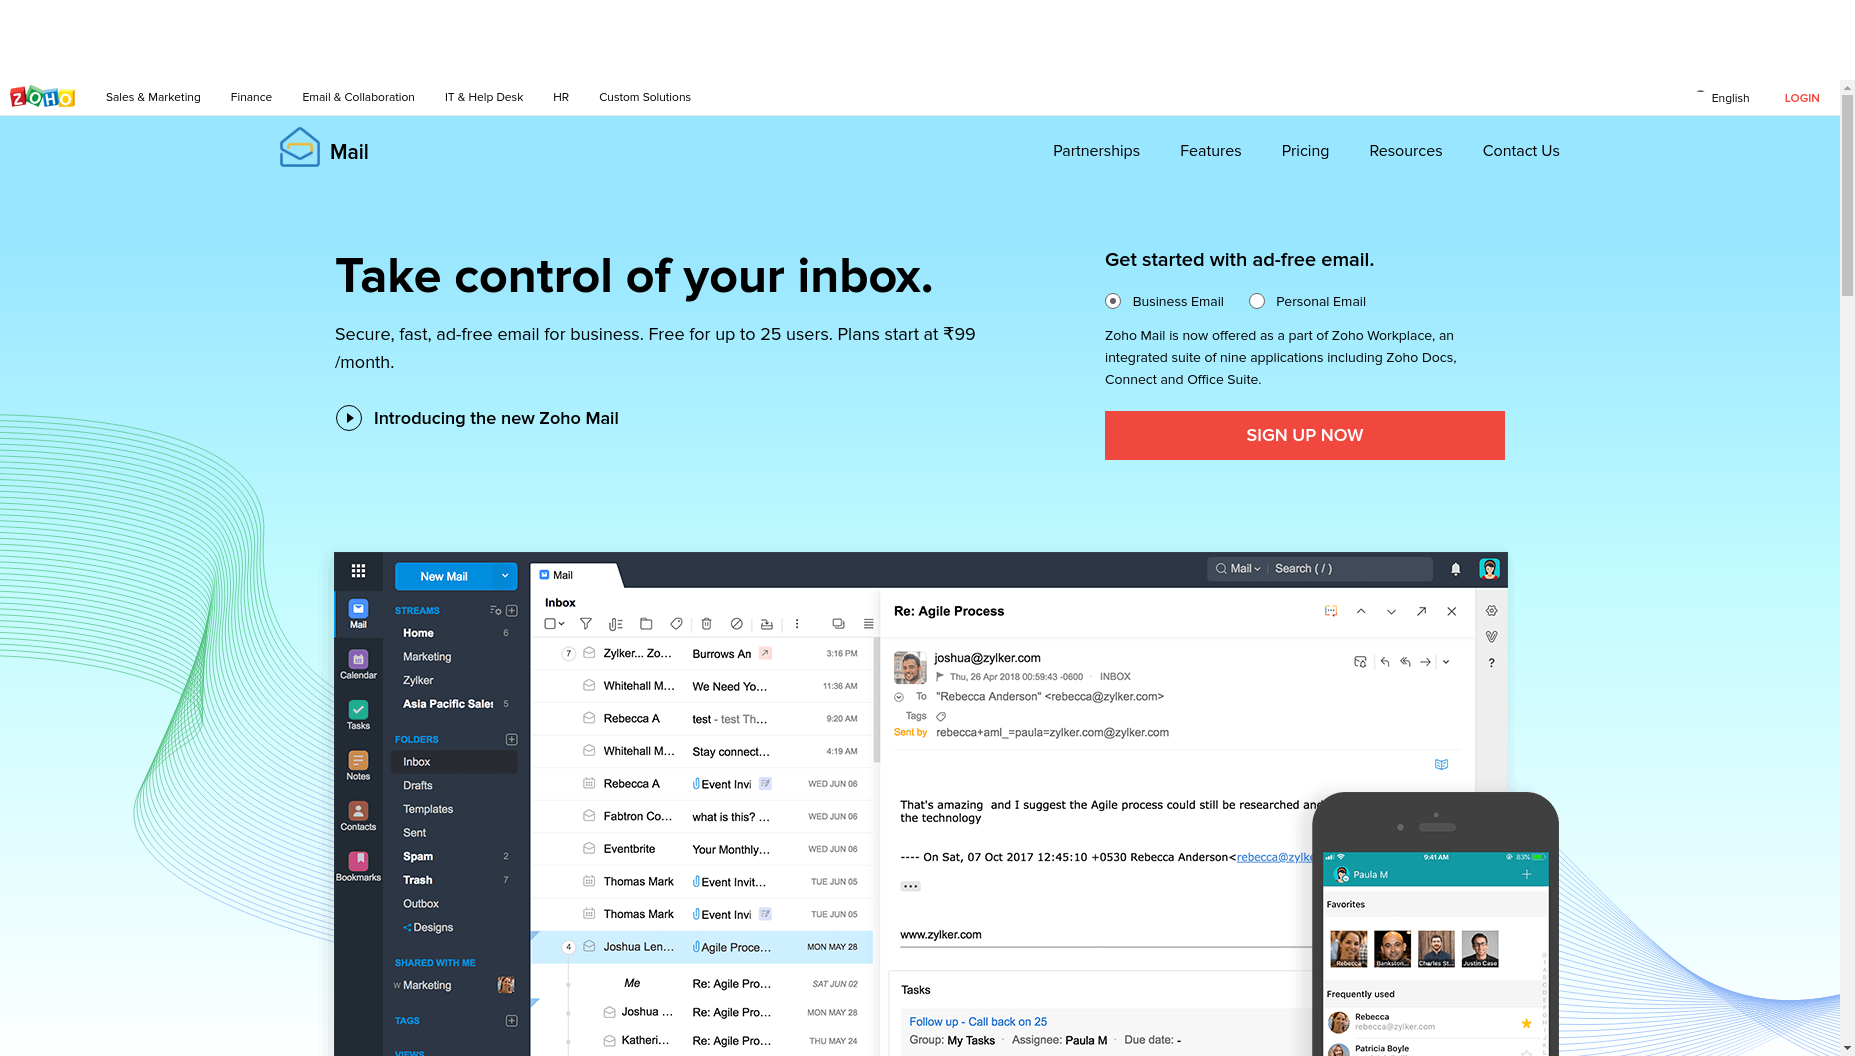 ZOHO
Sales & Marketing
Finance
Email & Collaboration
IT & Help Desk
HR
Custom Solutions
English
LOGIN
Mail
Partnerships
Features
Pricing
Resources
Contact Us
Take control of your inbox.
Secure, fast, ad-free email for business. Free for up to 25 users. Plans start at ₹99
/month.
Introducing the new Zoho Mail
Get started with ad-free email.
Business Email
Personal Email
Zoho Mail is now offered as a part of Zoho Workplace, an
integrated suite of nine applications including Zoho Docs,
Connect and Office Suite.
SIGN UP NOW
Mail
Calendar
Tasks
Notes
Contacts
Bookmarks
New Mail
STREAMS
Home 6
Marketing
Zylker
Asia Pacific Sales 5
FOLDERS
Inbox
Drafts
Templates
Sent
Spam 2
Trash 7
Outbox
Designs
SHARED WITH ME
W Marketing
TAGS
VIEWS
Mail
Mail
Search ( / )
Inbox
7 Zylker... Zo... Burrows An 3:16 PM
Whitehall M... We Need Yo... 11:36 AM
Rebecca A test - test Th... 9:20 AM
Whitehall M... Stay connect... 4:19 AM
Rebecca A Event Invi WED JUN 06
Fabtron Co... what is this? ... WED JUN 06
Eventbrite Your Monthly... WED JUN 06
Thomas Mark Event Invit... TUE JUN 05
Thomas Mark Event Invi TUE JUN 05
4 Joshua Len... Agile Proce... MON MAY 28
Me Re: Agile Pro... SAT JUN 02
Joshua ... Re: Agile Pro... MON MAY 28
Katheri... Re: Agile Pro... THU MAY 24
Re: Agile Process
joshua@zylker.com
Thu, 26 Apr 2018 00:59:43 -0600 · INBOX
To "Rebecca Anderson" <rebecca@zylker.com>
Tags
Sent by rebecca+aml_=paula=zylker.com@zylker.com
?
That's amazing and I suggest the Agile process could still be researched and
the technology
---- On Sat, 07 Oct 2017 12:45:10 +0530 Rebecca Anderson<rebecca@zylke
www.zylker.com
Tasks
Follow up - Call back on 25
Group: My Tasks · Assignee: Paula M · Due date: -
9:41 AM
83%
Paula M
Favorites
Rebecca
Bankston...
Charles St...
Justin Case
Frequently used
Rebecca
rebecca@zylker.com
Patricia Boyle